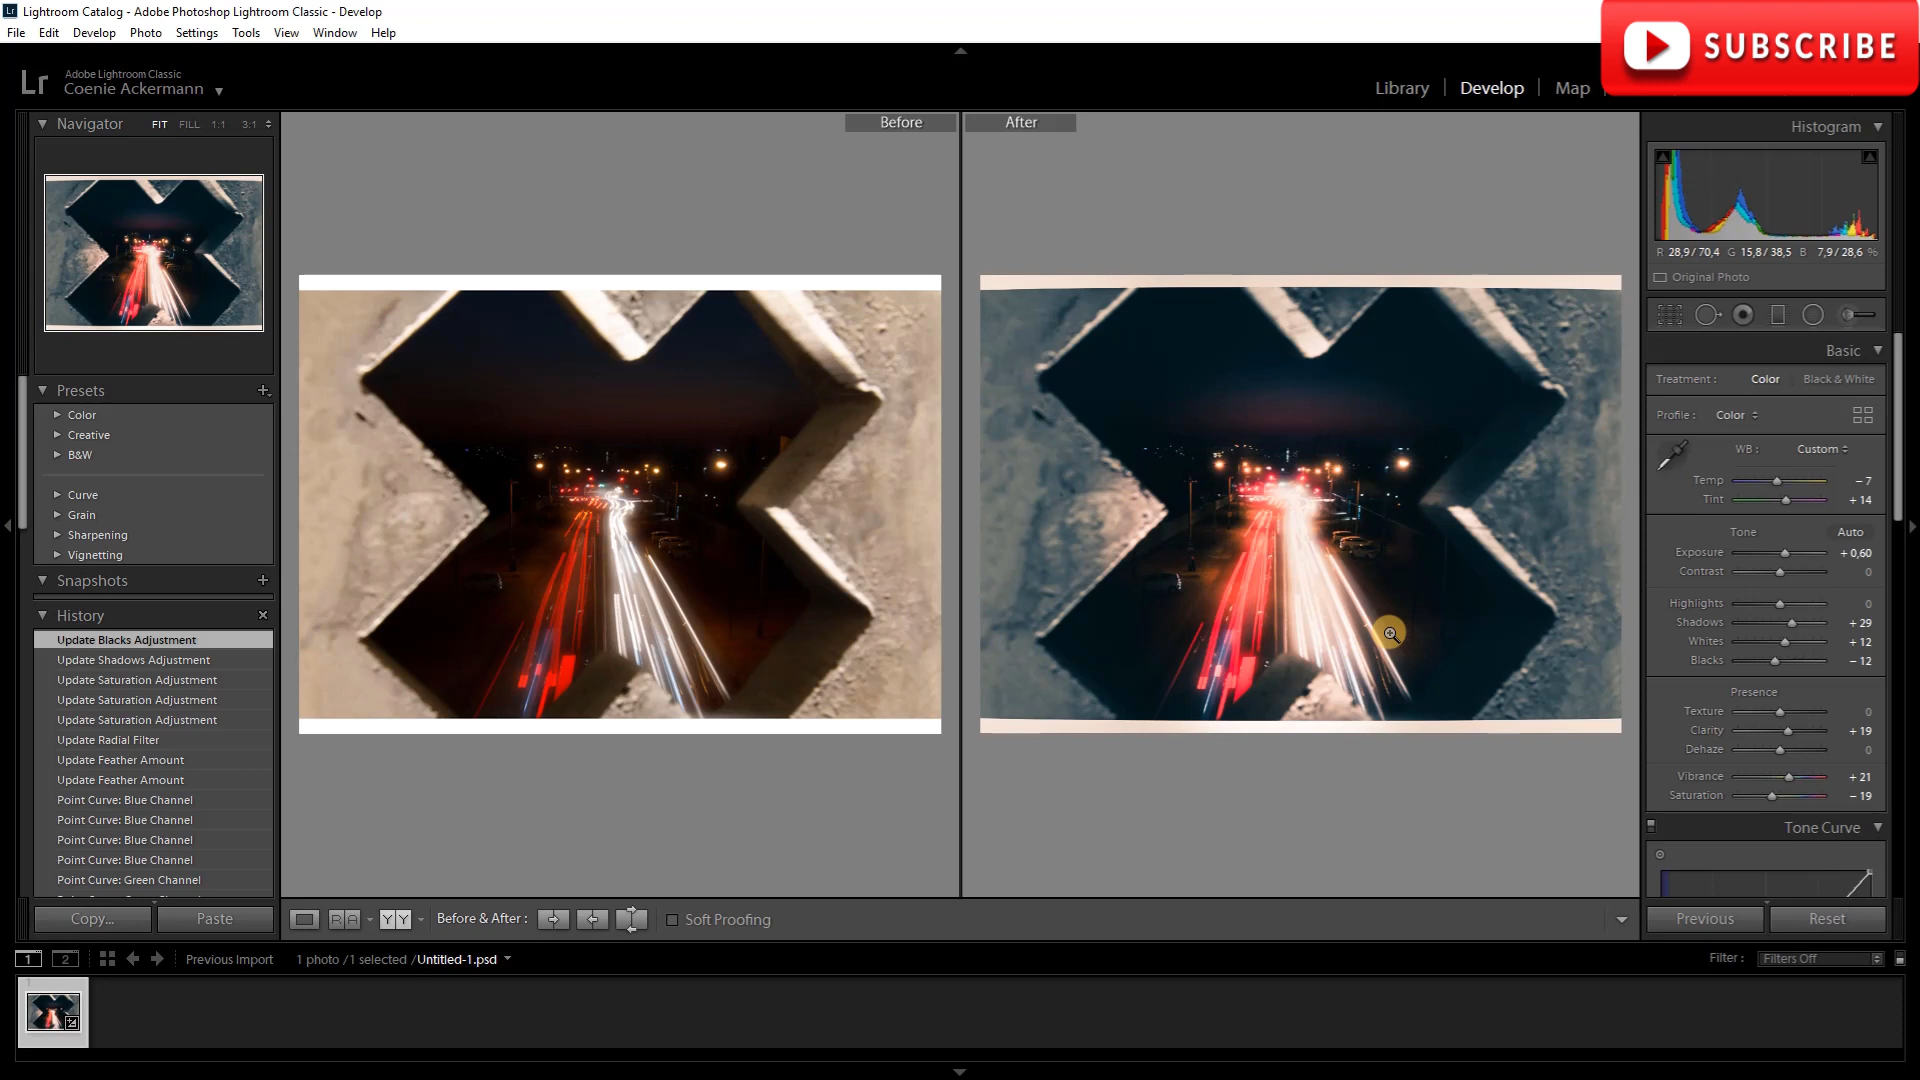 Lightroom Catalog - Adobe Photoshop Lightroom Classic - Develop
File Edit Develop Photo Settings Tools View Window Help
SUBSCRIBE
Lr
Adobe Lightroom Classic
Coenie Ackermann
Library Develop Map
Navigator FIT FILL 1:1 3:1
Before After
Histogram
R 28,9/70,4 G 15,8/38,5 B 7,9/28,6 %
Original Photo
Basic
Treatment : Color Black & White
Profile : Color
WB : Custom
Temp - 7
Tint + 14
Tone Auto
Exposure + 0,60
Contrast 0
Highlights 0
Shadows + 29
Whites + 12
Blacks - 12
Presence
Texture 0
Clarity + 19
Dehaze 0
Vibrance + 21
Saturation - 19
Tone Curve
Presets
Color
Creative
B&W
Curve
Grain
Sharpening
Vignetting
Snapshots
History
Update Blacks Adjustment
Update Shadows Adjustment
Update Saturation Adjustment
Update Saturation Adjustment
Update Saturation Adjustment
Update Radial Filter
Update Feather Amount
Update Feather Amount
Point Curve: Blue Channel
Point Curve: Blue Channel
Point Curve: Blue Channel
Point Curve: Blue Channel
Point Curve: Green Channel
Copy... Paste
R A Y Y Before & After : Soft Proofing
Previous Reset
1 2 Previous Import 1 photo /1 selected /Untitled-1.psd
Filter : Filters Off